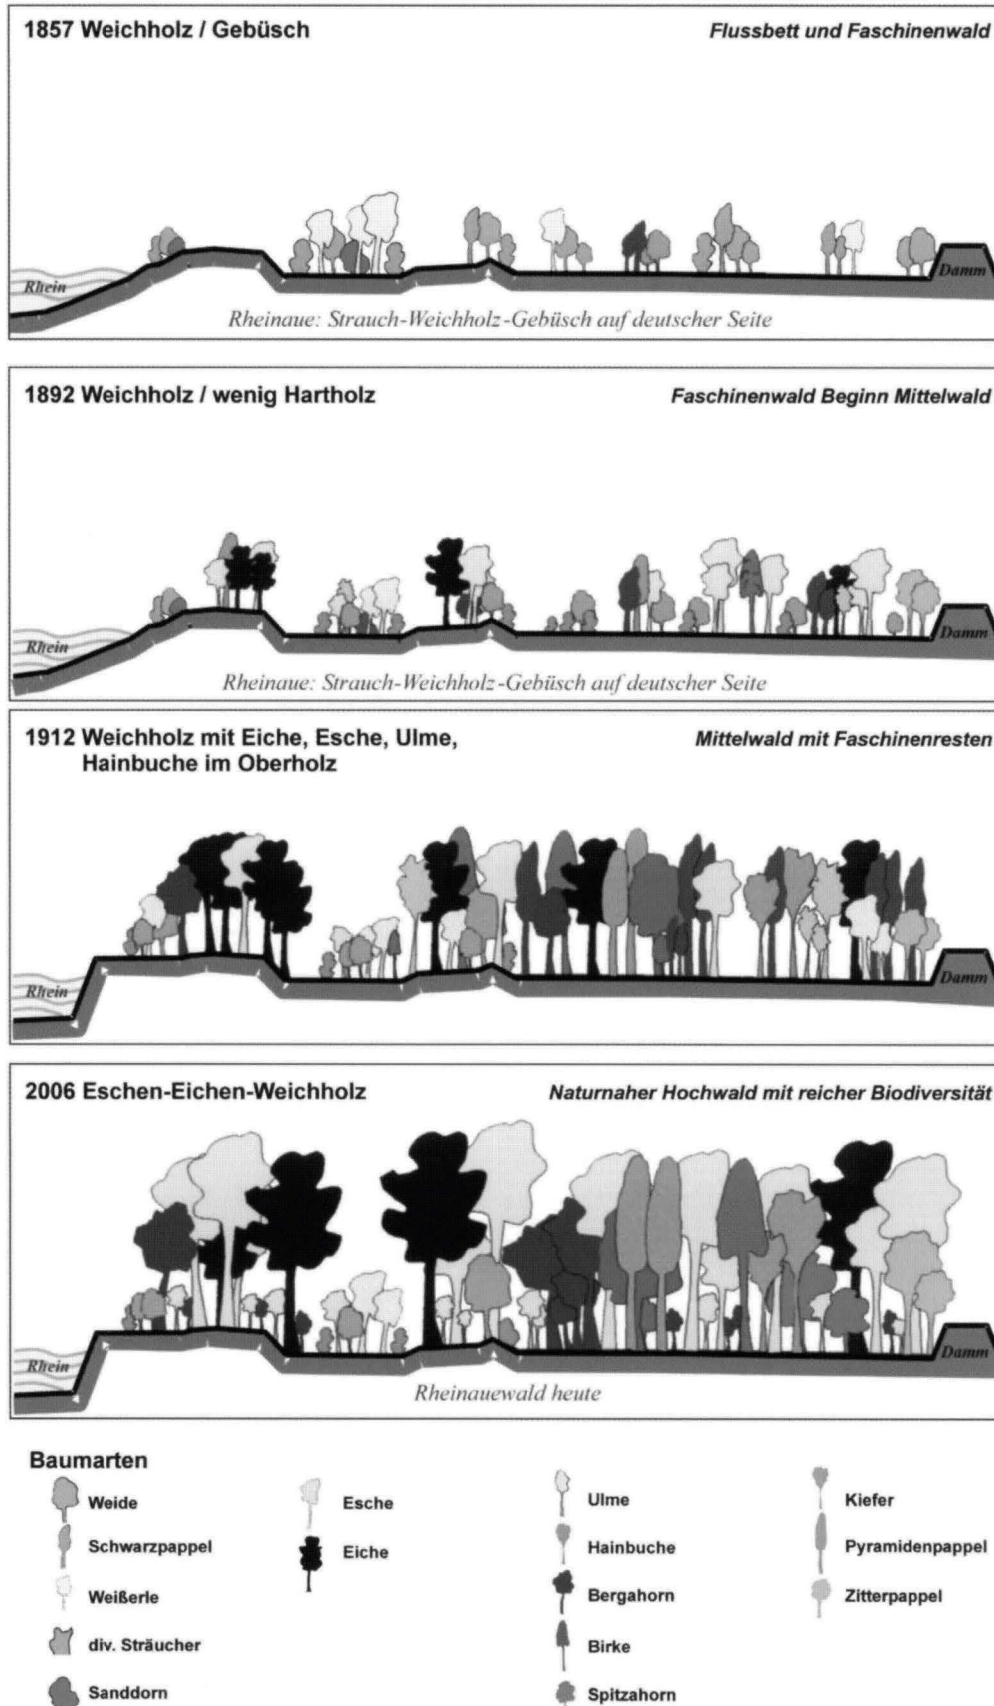 1857 Weichholz / Gebüsch
Flussbett und Faschinenwald
Rhein
Damm
Rheinaue: Strauch-Weichholz-Gebüsch auf deutscher Seite
1892 Weichholz / wenig Hartholz
Faschinenwald Beginn Mittelwald
Rhein
Damm
Rheinaue: Strauch-Weichholz-Gebüsch auf deutscher Seite
1912 Weichholz mit Eiche, Esche, Ulme,
Hainbuche im Oberholz
Mittelwald mit Faschinenresten
Rhein
Damm
2006 Eschen-Eichen-Weichholz
Naturnaher Hochwald mit reicher Biodiversität
Rhein
Damm
Rheinauewald heute
Baumarten
Weide
Schwarzpappel
Weißerle
div. Sträucher
Sanddorn
Esche
Eiche
Ulme
Hainbuche
Bergahorn
Birke
Spitzahorn
Kiefer
Pyramidenpappel
Zitterpappel